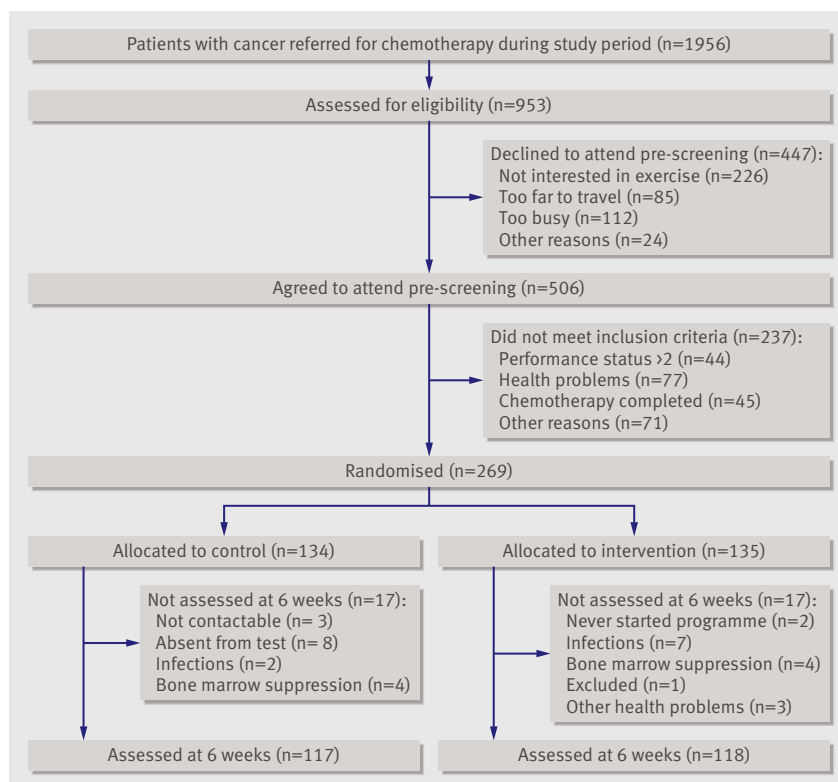 Patients with cancer referred for chemotherapy during study period (n=1956)
Assessed for eligibility (n=953)
Declined to attend pre-screening (n=447):
Not interested in exercise (n=226)
Too far to travel (n=85)
Too busy (n=112)
Other reasons (n=24)
Agreed to attend pre-screening (n=506)
Did not meet inclusion criteria (n=237):
Performance status >2 (n=44)
Health problems (n=77)
Chemotherapy completed (n=45)
Other reasons (n=71)
Randomised (n=269)
Allocated to control (n=134)
Allocated to intervention (n=135)
Not assessed at 6 weeks (n=17):
Not contactable (n= 3)
Absent from test (n= 8)
Infections (n=2)
Bone marrow suppression (n=4)
Not assessed at 6 weeks (n=17):
Never started programme (n=2)
Infections (n=7)
Bone marrow suppression (n=4)
Excluded (n=1)
Other health problems (n=3)
Assessed at 6 weeks (n=117)
Assessed at 6 weeks (n=118)